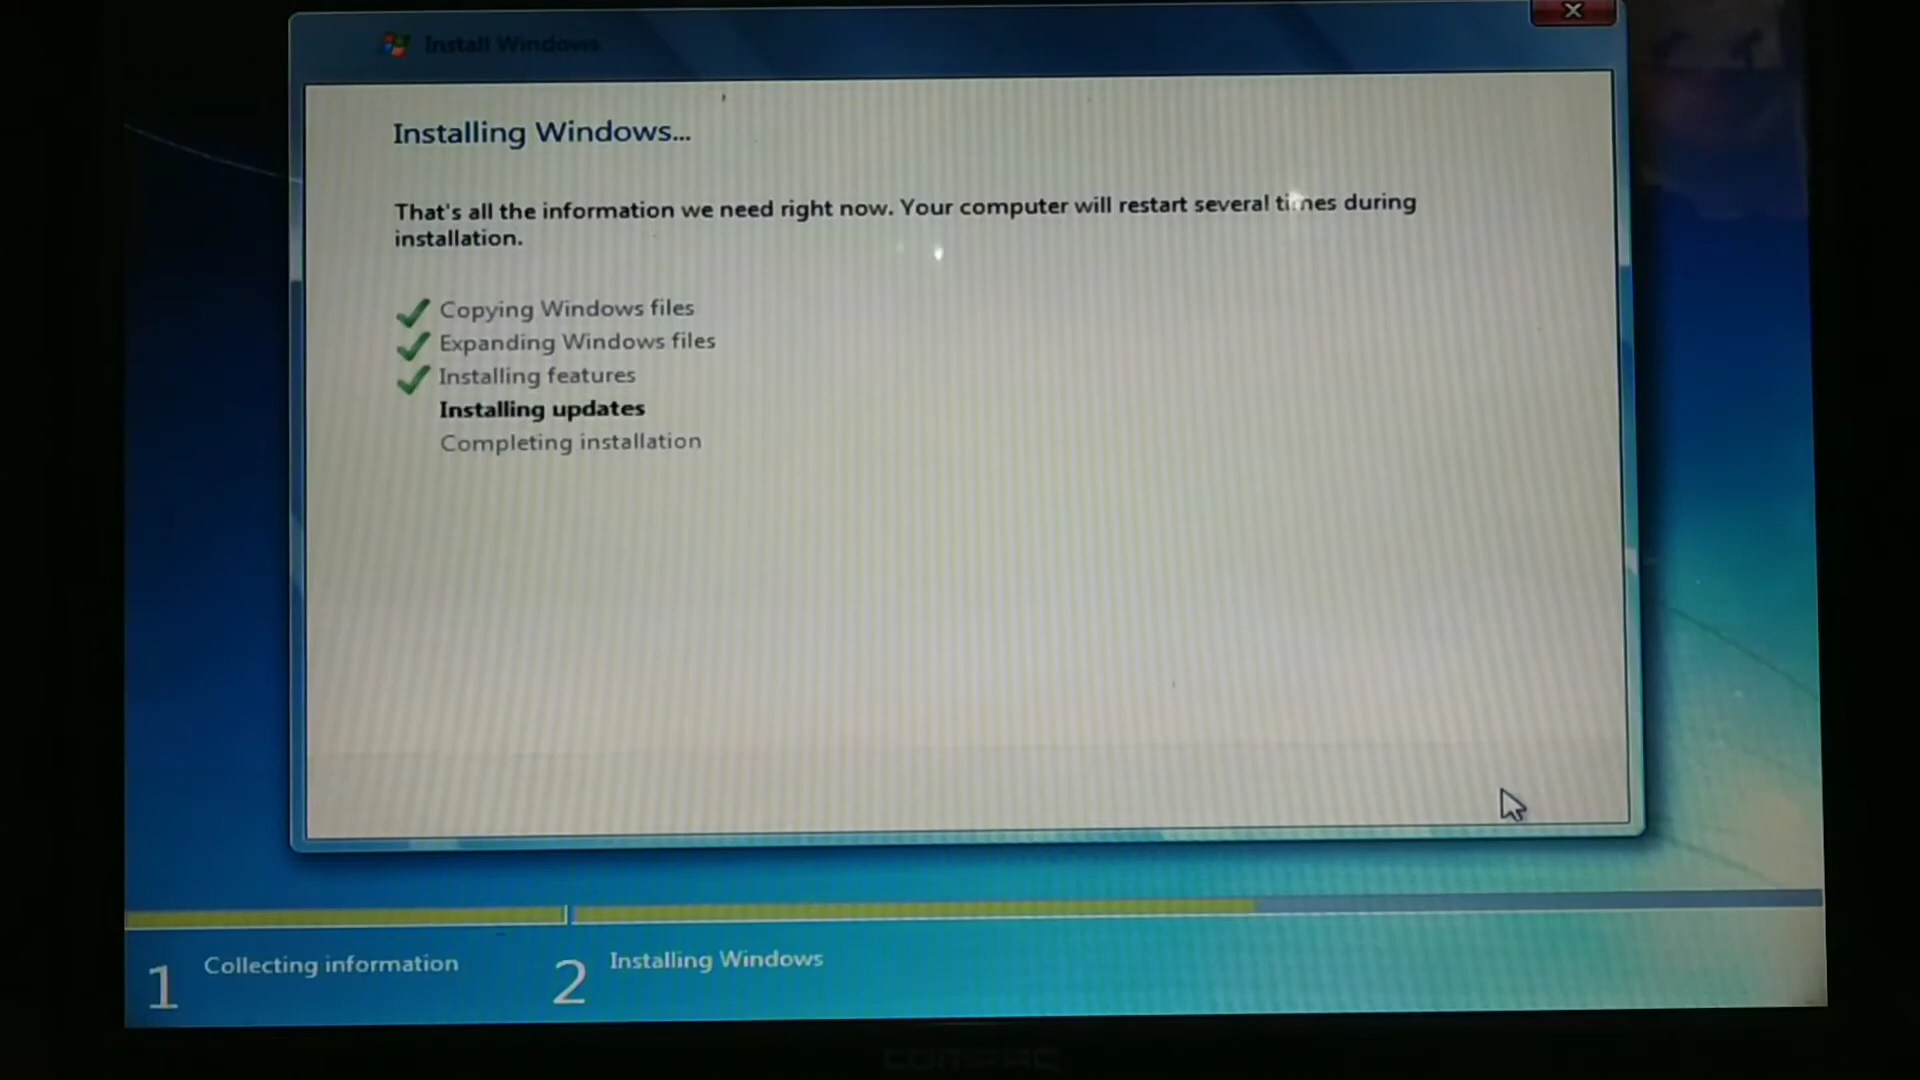 Install Windows
Installing Windows...
That's all the information we need right now. Your computer will restart several times during
installation.
Copying Windows files
Expanding Windows files
Installing features
Installing updates
Completing installation
1 Collecting information
2 Installing Windows